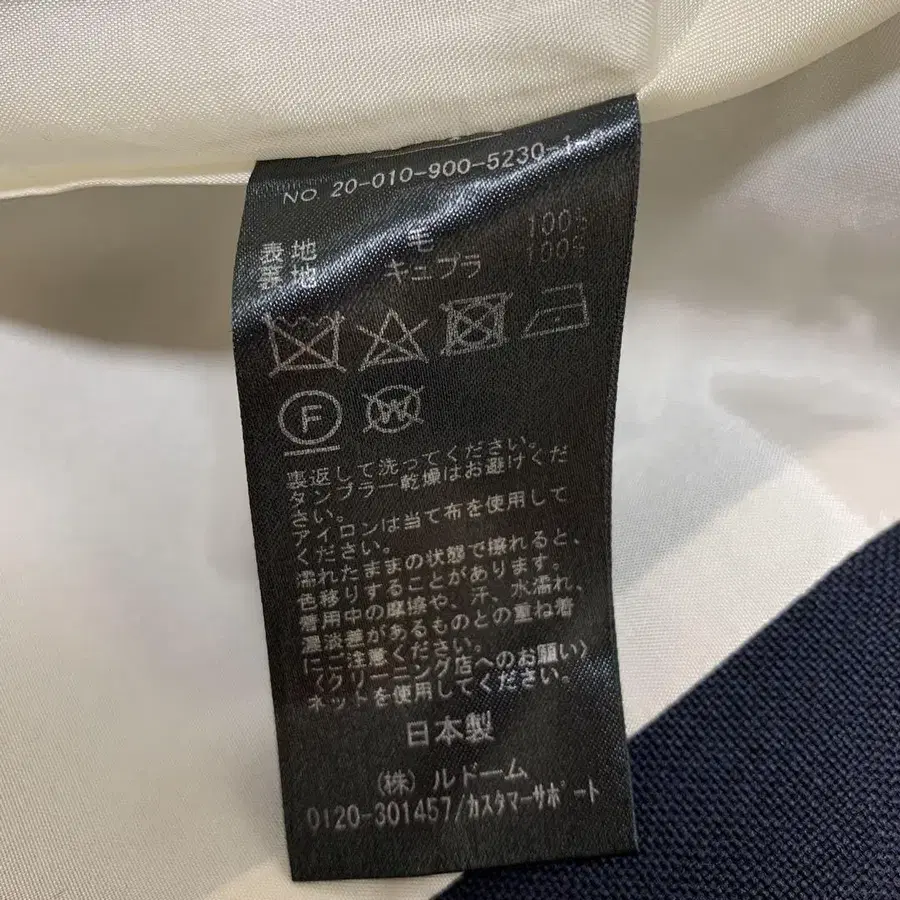 NO 20-010-900-5230-1-
表地 毛 100%
裏地 キュプラ 100%
F
W
裏返して洗ってください。
タンブラー乾燥はお避けくだ
さい。
アイロンは当て布を使用して
ください。
濡れたままの状態で擦れると、
色移りすることがあります。
着用中の摩擦や、汗、水濡れ、
濃淡差があるものとの重ね着
にご注意ください。
〈クリーニング店へのお願い〉
ネットを使用してください。
日本製
(株) ルドーム
0120-301457/カスタマーサポート